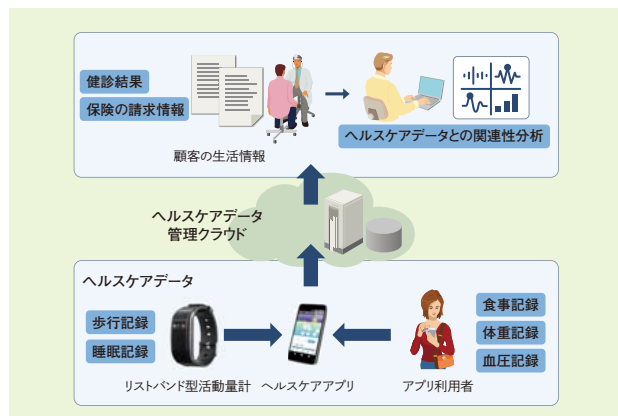 健診結果
保険の請求情報
顧客の生活情報
ヘルスケアデータとの関連性分析
ヘルスケアデータ
管理クラウド
ヘルスケアデータ
歩行記録
睡眠記録
リストバンド型活動量計
ヘルスケアアプリ
アプリ利用者
食事記録
体重記録
血圧記録